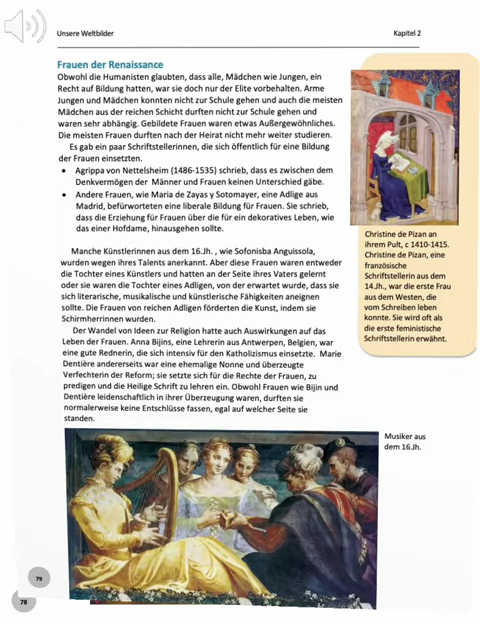 Unsere Weltbilder
Kapitel 2
Frauen der Renaissance
Obwohl die Humanisten glaubten, dass alle, Mädchen wie Jungen, ein
Recht auf Bildung hatten, war sie doch nur der Elite vorbehalten. Arme
Jungen und Mädchen konnten nicht zur Schule gehen und auch die meisten
Mädchen aus der reichen Schicht durften nicht zur Schule gehen und
waren sehr abhängig. Gebildete Frauen waren etwas Außergewöhnliches.
Die meisten Frauen durften nach der Heirat nicht mehr weiter studieren.
Es gab ein paar Schriftstellerinnen, die sich öffentlich für eine Bildung
der Frauen einsetzten.
• Agrippa von Nettelsheim (1486-1535) schrieb, dass es zwischen dem
Denkvermögen der Männer und Frauen keinen Unterschied gäbe.
• Andere Frauen, wie Maria de Zayas y Sotomayer, eine Adlige aus
Madrid, befürworteten eine liberale Bildung für Frauen. Sie schrieb,
dass die Erziehung für Frauen über die für ein dekoratives Leben, wie
das einer Hofdame, hinausgehen sollte.
Manche Künstlerinnen aus dem 16.Jh. , wie Sofonisba Anguissola,
wurden wegen ihres Talents anerkannt. Aber diese Frauen waren entweder
die Tochter eines Künstlers und hatten an der Seite ihres Vaters gelernt
oder sie waren die Tochter eines Adligen, von der erwartet wurde, dass sie
sich literarische, musikalische und künstlerische Fähigkeiten aneignen
sollte. Die Frauen von reichen Adligen förderten die Kunst, indem sie
Schirmherrinnen wurden.
Der Wandel von Ideen zur Religion hatte auch Auswirkungen auf das
Leben der Frauen. Anna Bijins, eine Lehrerin aus Antwerpen, Belgien, war
eine gute Rednerin, die sich intensiv für den Katholizismus einsetzte. Marie
Dentière andererseits war eine ehemalige Nonne und überzeugte
Verfechterin der Reform; sie setzte sich für die Rechte der Frauen, zu
predigen und die Heilige Schrift zu lehren ein. Obwohl Frauen wie Bijin und
Dentière leidenschaftlich in ihrer Überzeugung waren, durften sie
normalerweise keine Entschlüsse fassen, egal auf welcher Seite sie
standen.
Christine de Pizan an
ihrem Pult, c 1410-1415.
Christine de Pizan, eine
französische
Schriftstellerin aus dem
14.Jh., war die erste Frau
aus dem Westen, die
vom Schreiben leben
konnte. Sie wird oft als
die erste feministische
Schriftstellerin erwähnt.
Musiker aus
dem 16.Jh.
79
78